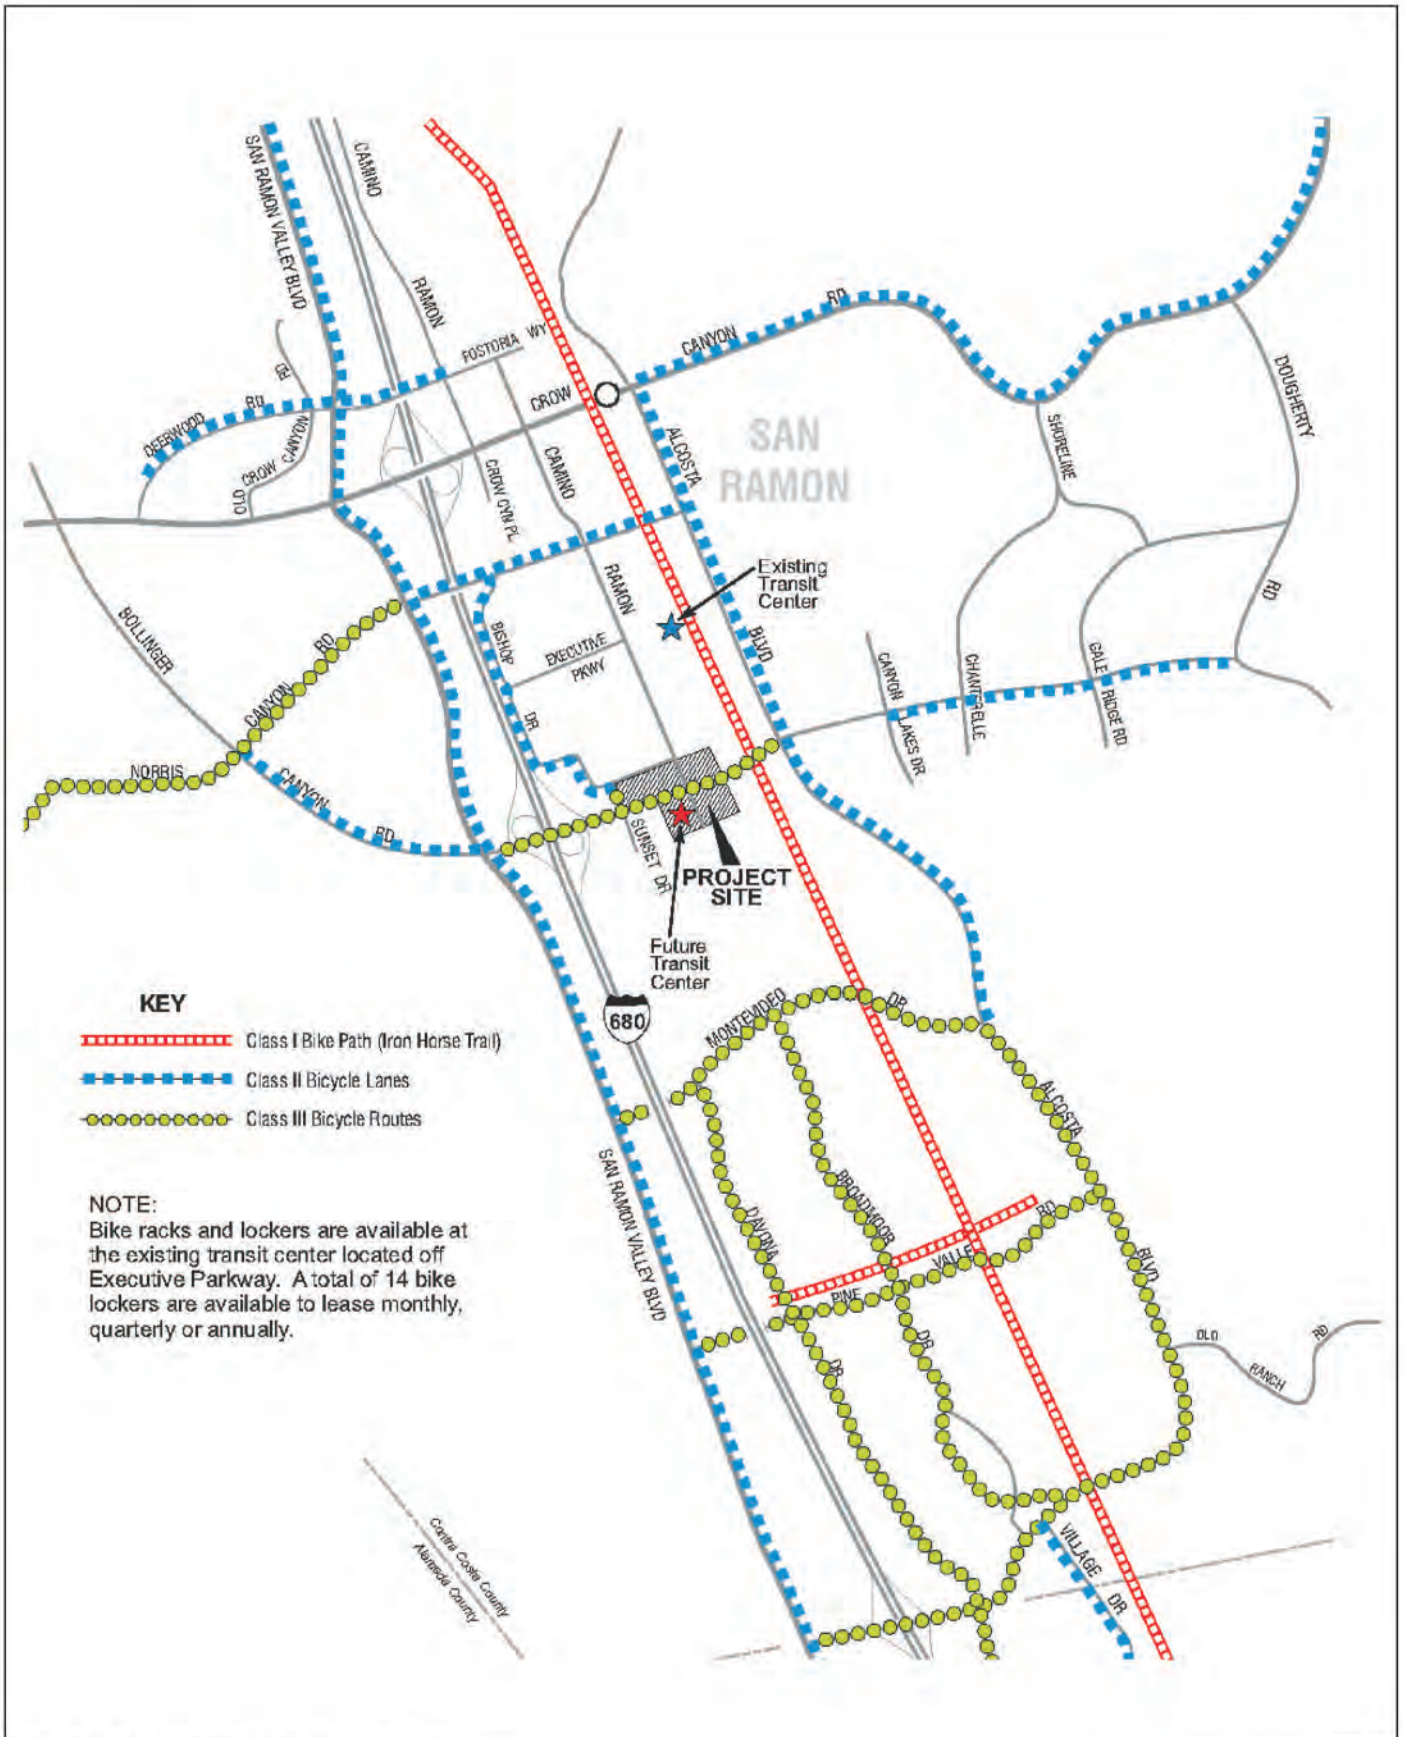 SAN RAMON VALLEY BLVD
CAMINO
RAMON
FOSTORIA WY
CROW
CANYON
RD
DEERWOOD
RD
RD
OLD
CROW
CANYON
CROW CYN PL
CAMINO
RAMON
ALCOSTA
BLVD
SAN
RAMON
SHORELINE
DOUGHERTY
RD
Existing
Transit
Center
BOLLINGER
CANYON
RD
NORRIS
CANYON
RD
BISHOP
DR
EXECUTIVE
PKWY
CANYON
LAKES DR
CHANTERELLE
GALE
RIDGE RD
SUNSET DR
PROJECT
SITE
Future
Transit
Center
680
KEY
Class I Bike Path (Iron Horse Trail)
Class II Bicycle Lanes
Class III Bicycle Routes
NOTE:
Bike racks and lockers are available at
the existing transit center located off
Executive Parkway. A total of 14 bike
lockers are available to lease monthly,
quarterly or annually.
MONTEVIDEO
DR
ALCOSTA
BLVD
BROADMOOR
DR
DAVONA
DR
PINE
VALLE
RD
SAN RAMON VALLEY BLVD
OLD
RANCH
RD
VILLAGE
DR
Contra Costa County
Alameda County